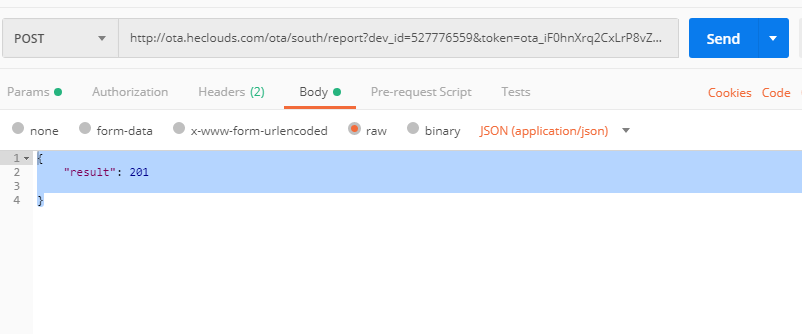 POST http://ota.heclouds.com/ota/south/report?dev_id=527776559&token=ota_iF0hnXrq2CxLrP8vZ... Send
Params Authorization Headers (2) Body Pre-request Script Tests Cookies Code
none form-data x-www-form-urlencoded raw binary JSON (application/json)
1 {
2 "result": 201
3
4 }